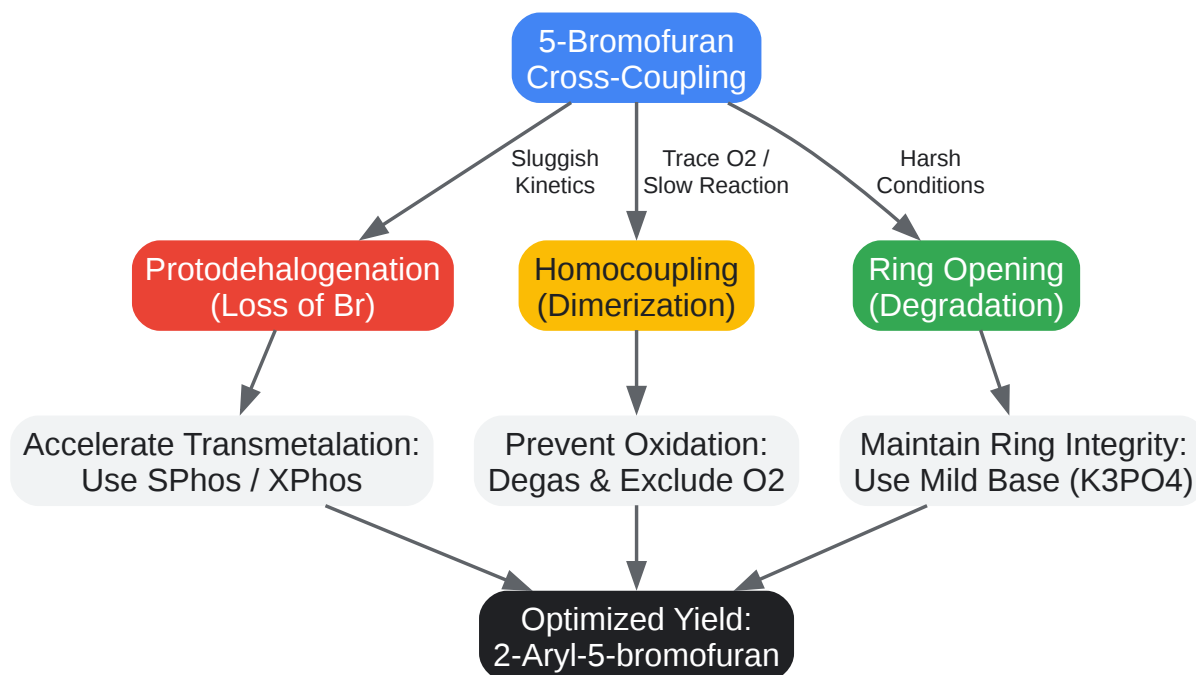 5-Bromofuran
Cross-Coupling
Sluggish
Kinetics
Trace O2 /
Slow Reaction
Harsh
Conditions
Protodehalogenation
(Loss of Br)
Homocoupling
(Dimerization)
Ring Opening
(Degradation)
Accelerate Transmetalation:
Use SPhos / XPhos
Prevent Oxidation:
Degas & Exclude O2
Maintain Ring Integrity:
Use Mild Base (K3PO4)
Optimized Yield:
2-Aryl-5-bromofuran